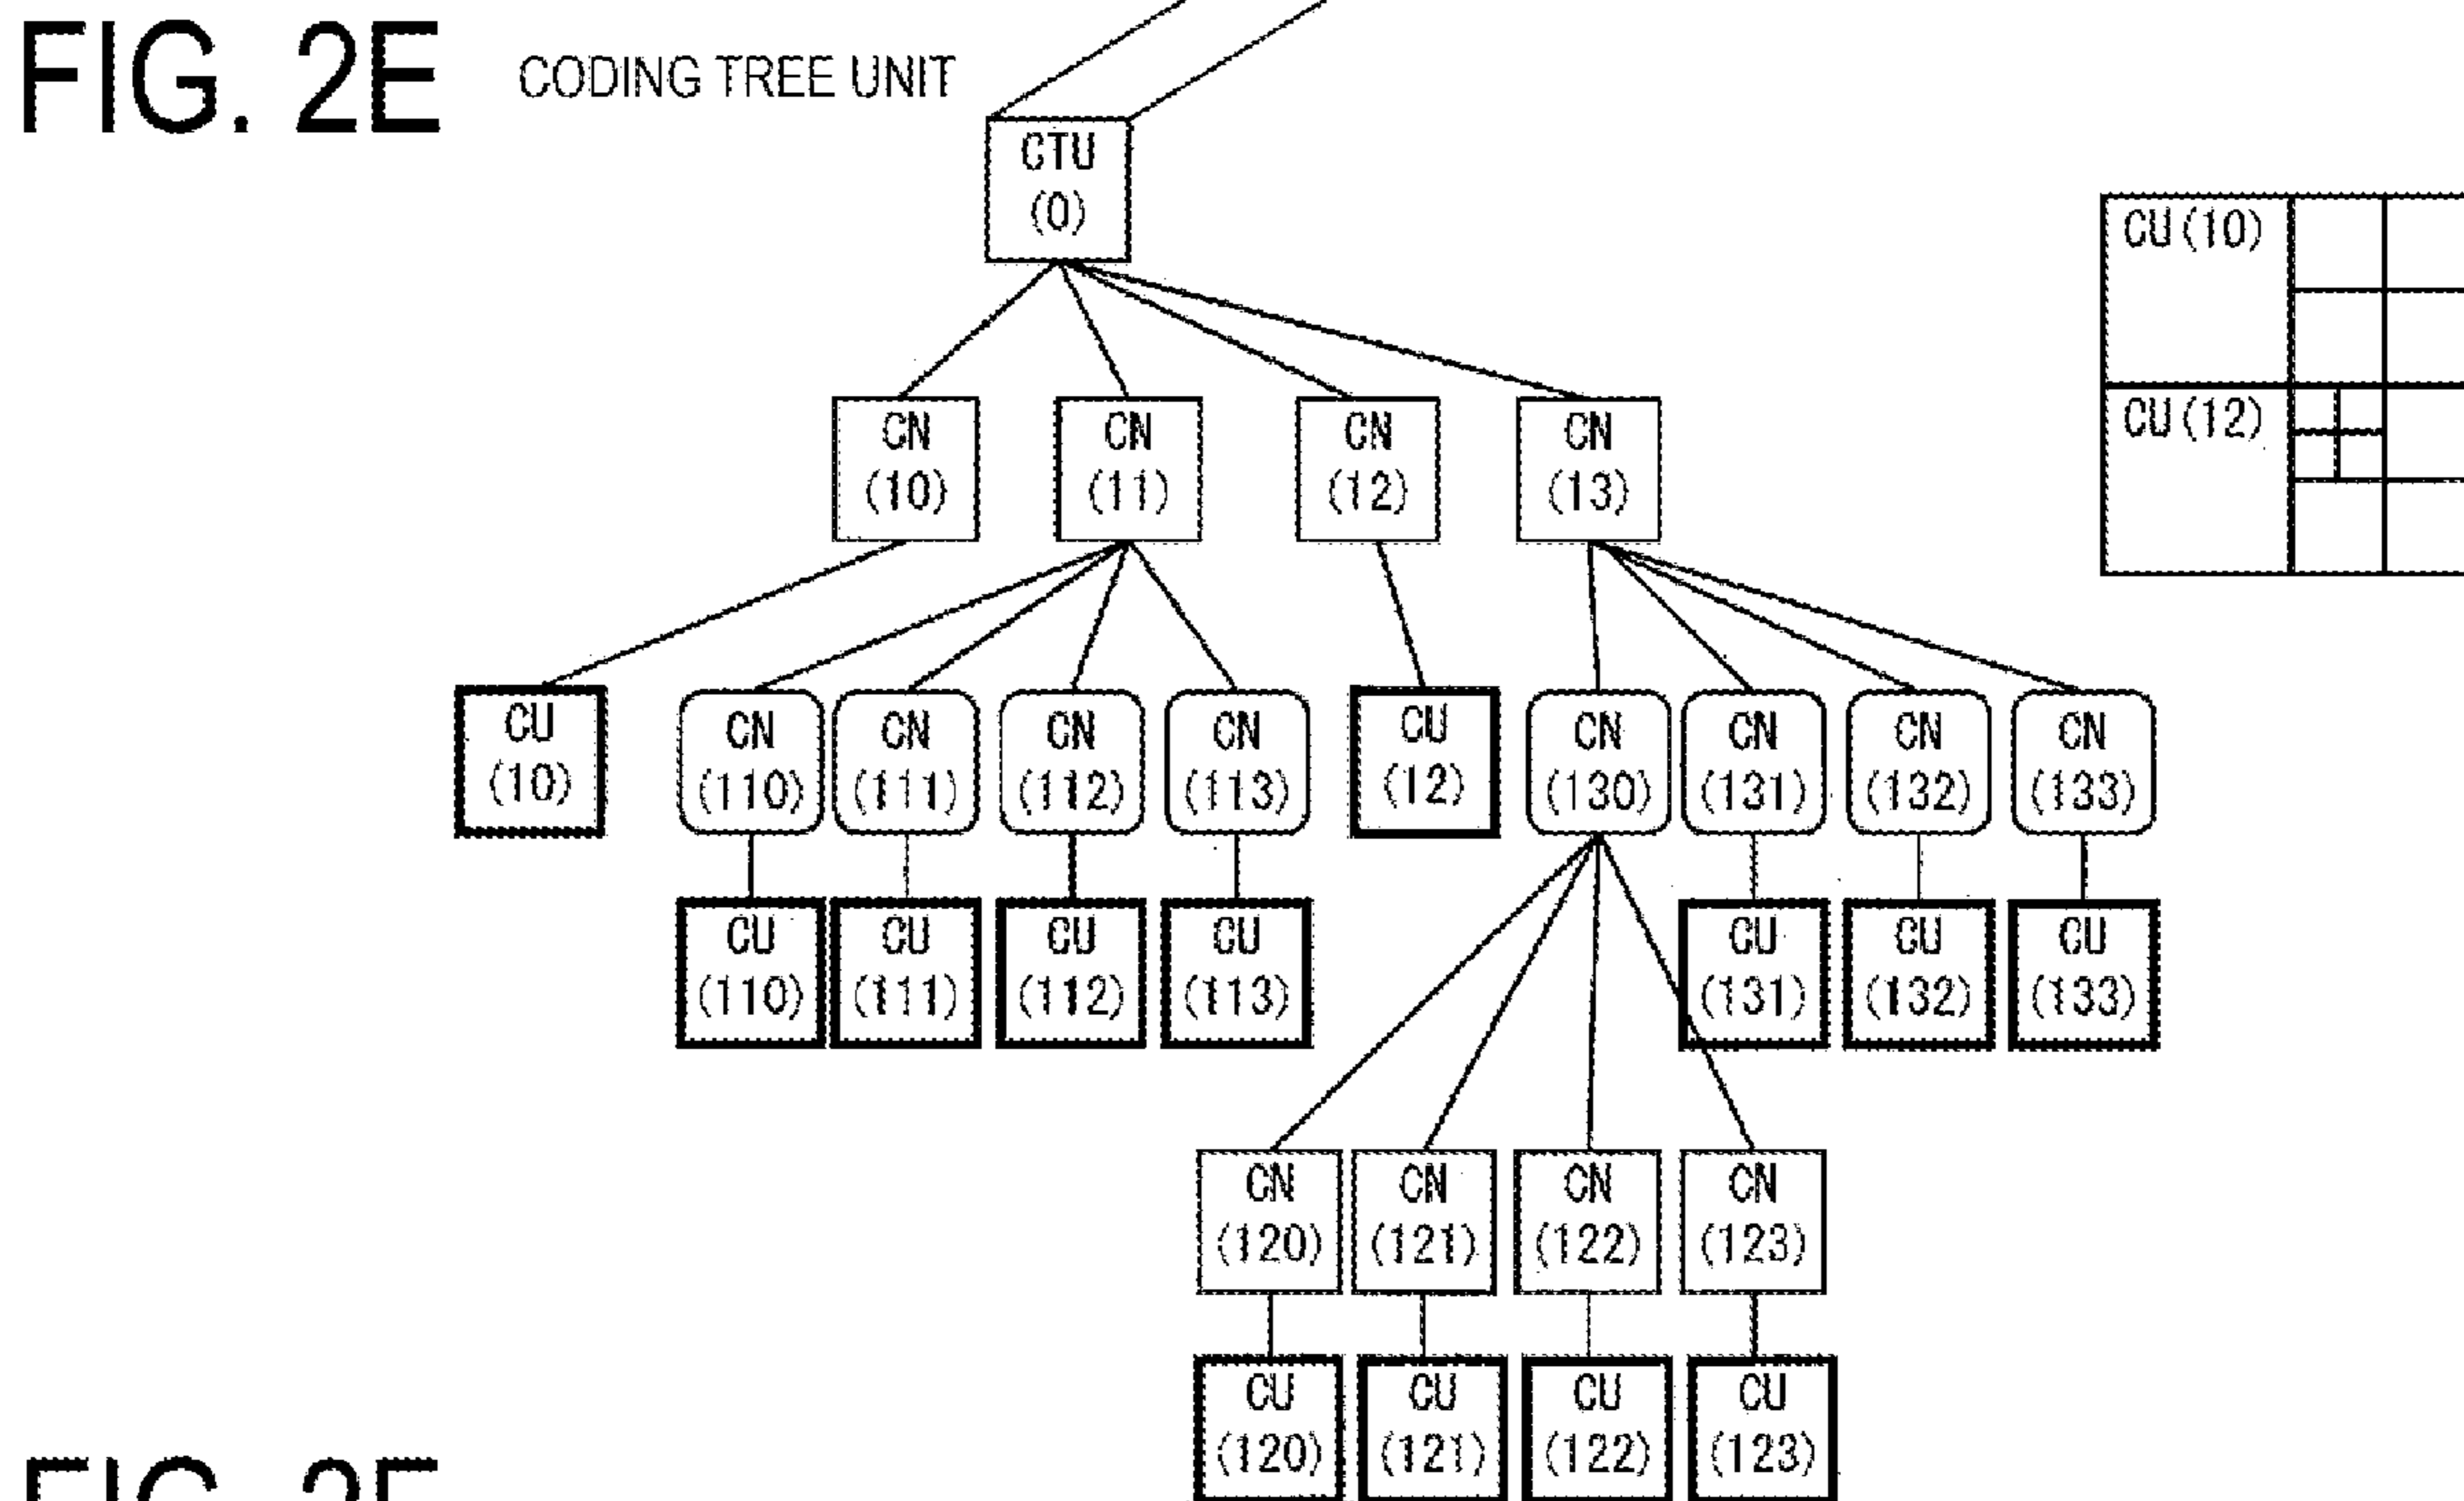 FIG. 2E
CODING TREE UNIT
CTU
(0)
CU(10)
CU(12)
CN
(10)
CN
(11)
CN
(12)
CN
(13)
CU
(10)
CN
(110)
CN
(111)
CN
(112)
CN
(113)
CU
(12)
CN
(130)
CN
(131)
CN
(132)
CN
(133)
CU
(110)
CU
(111)
CU
(112)
CU
(113)
CU
(131)
CU
(132)
CU
(133)
CN
(120)
CN
(121)
CN
(122)
CN
(123)
CU
(120)
CU
(121)
CU
(122)
CU
(123)